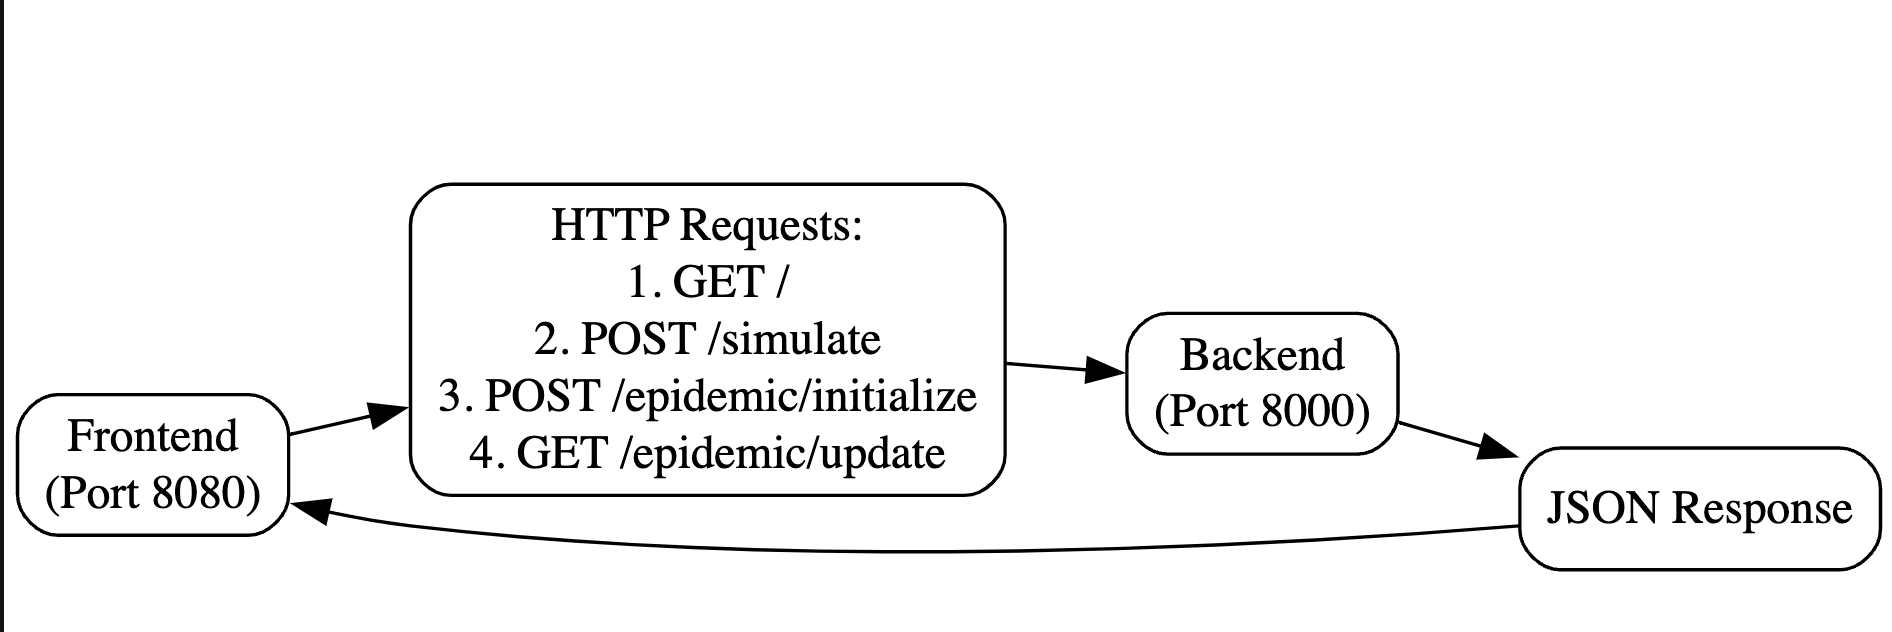 Frontend
(Port 8080)
HTTP Requests:
1. GET /
2. POST /simulate
3. POST /epidemic/initialize
4. GET /epidemic/update
Backend
(Port 8000)
JSON Response